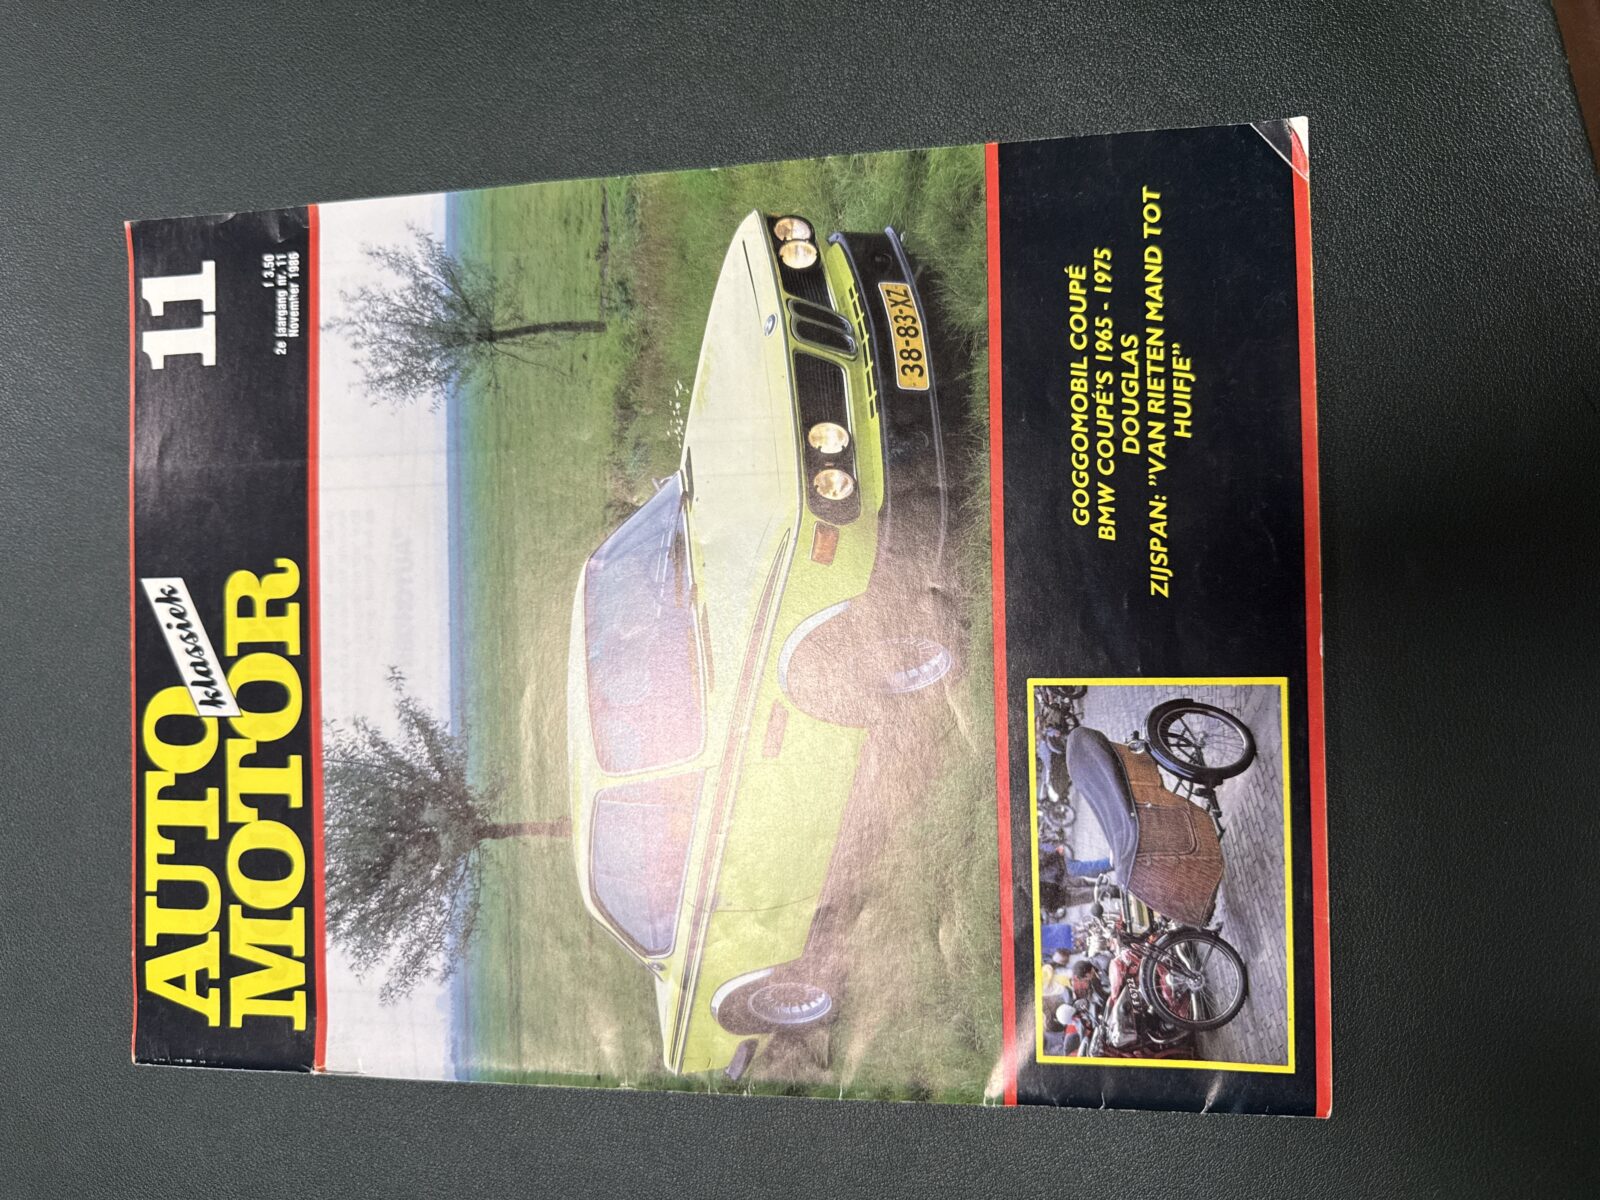 AUTO
klassiek
MOTOR
11
f 3.50
2e jaargang nr. 11
November 1986
38-83-XZ
GOGGOMOBIL COUPÉ
BMW COUPÉ'S 1965 - 1975
DOUGLAS
ZIJSPAN: "VAN RIETEN MAND TOT
HUIFJE"